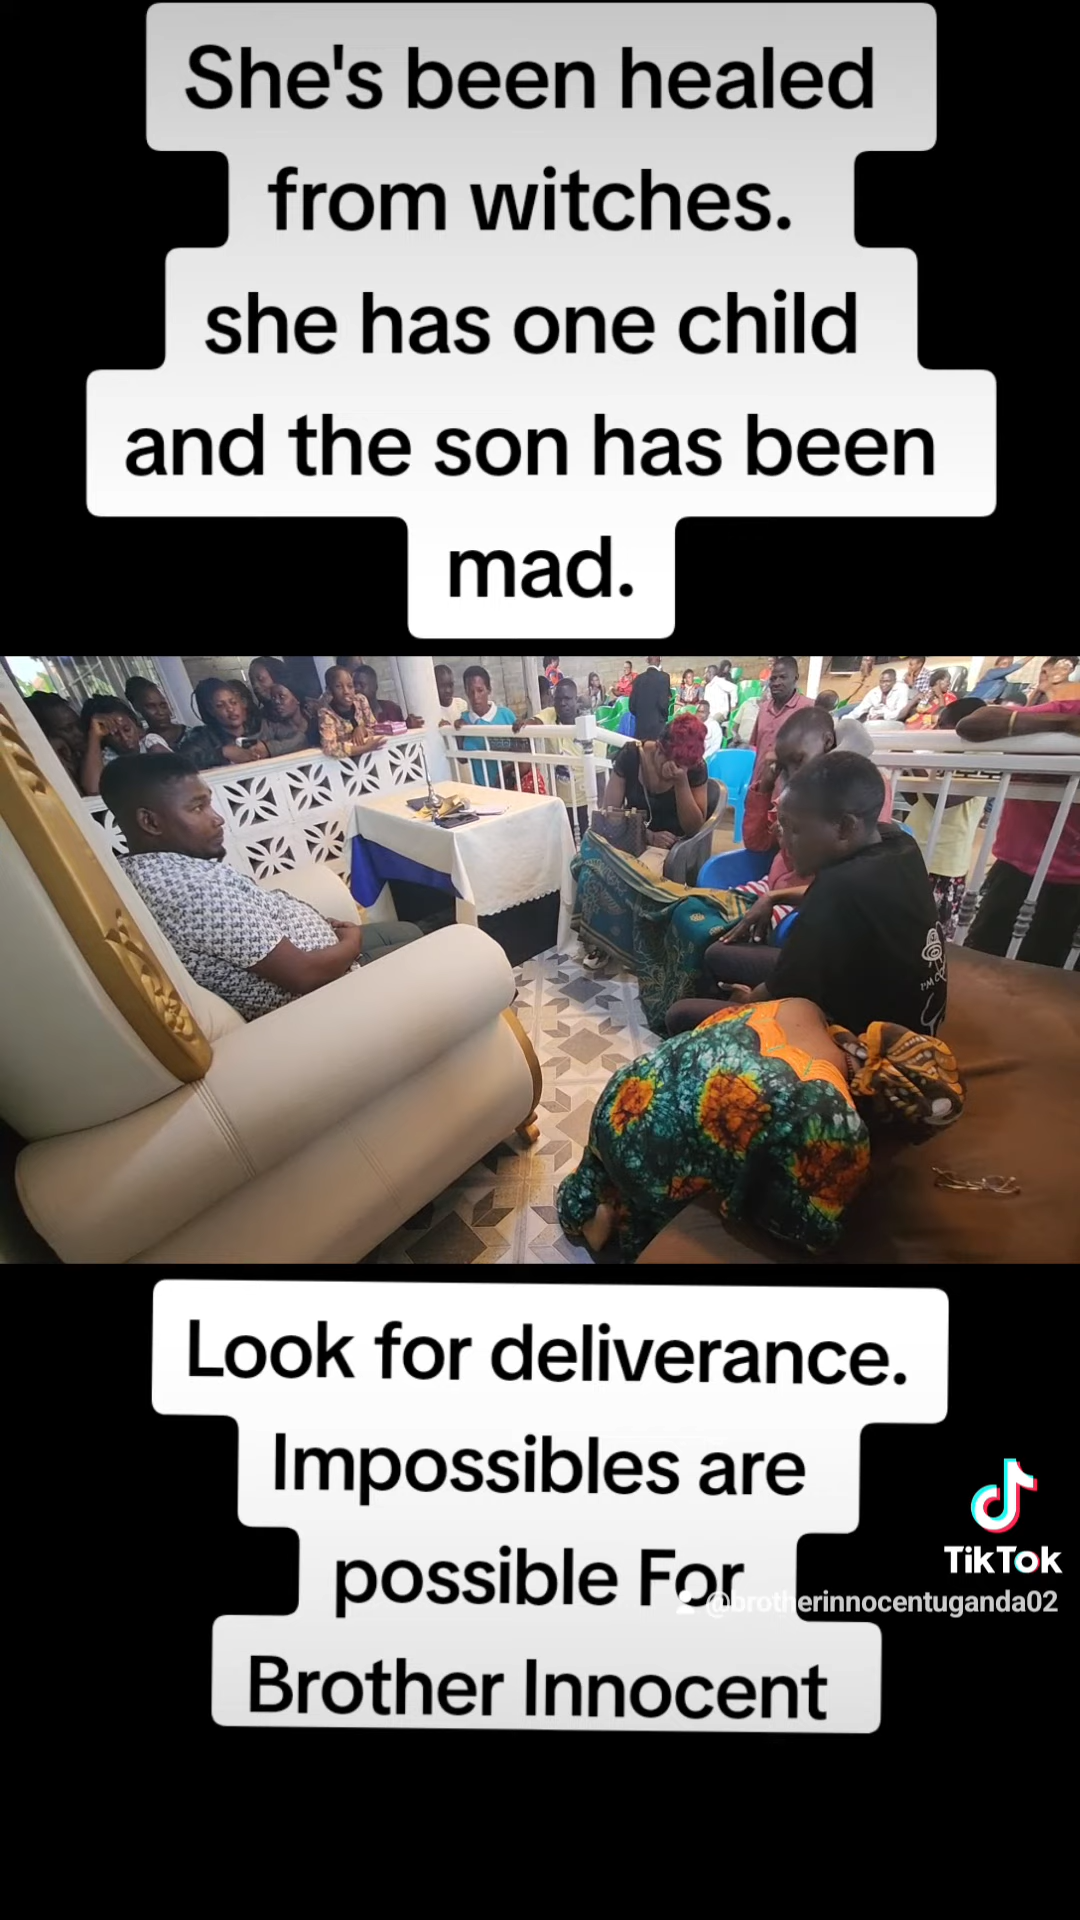 She's been healed
from witches.
she has one child
and the son has been
mad.
I'M
Look for deliverance.
Impossibles are
possible For
Brother Innocent
TikTok
@brotherinnocentuganda02